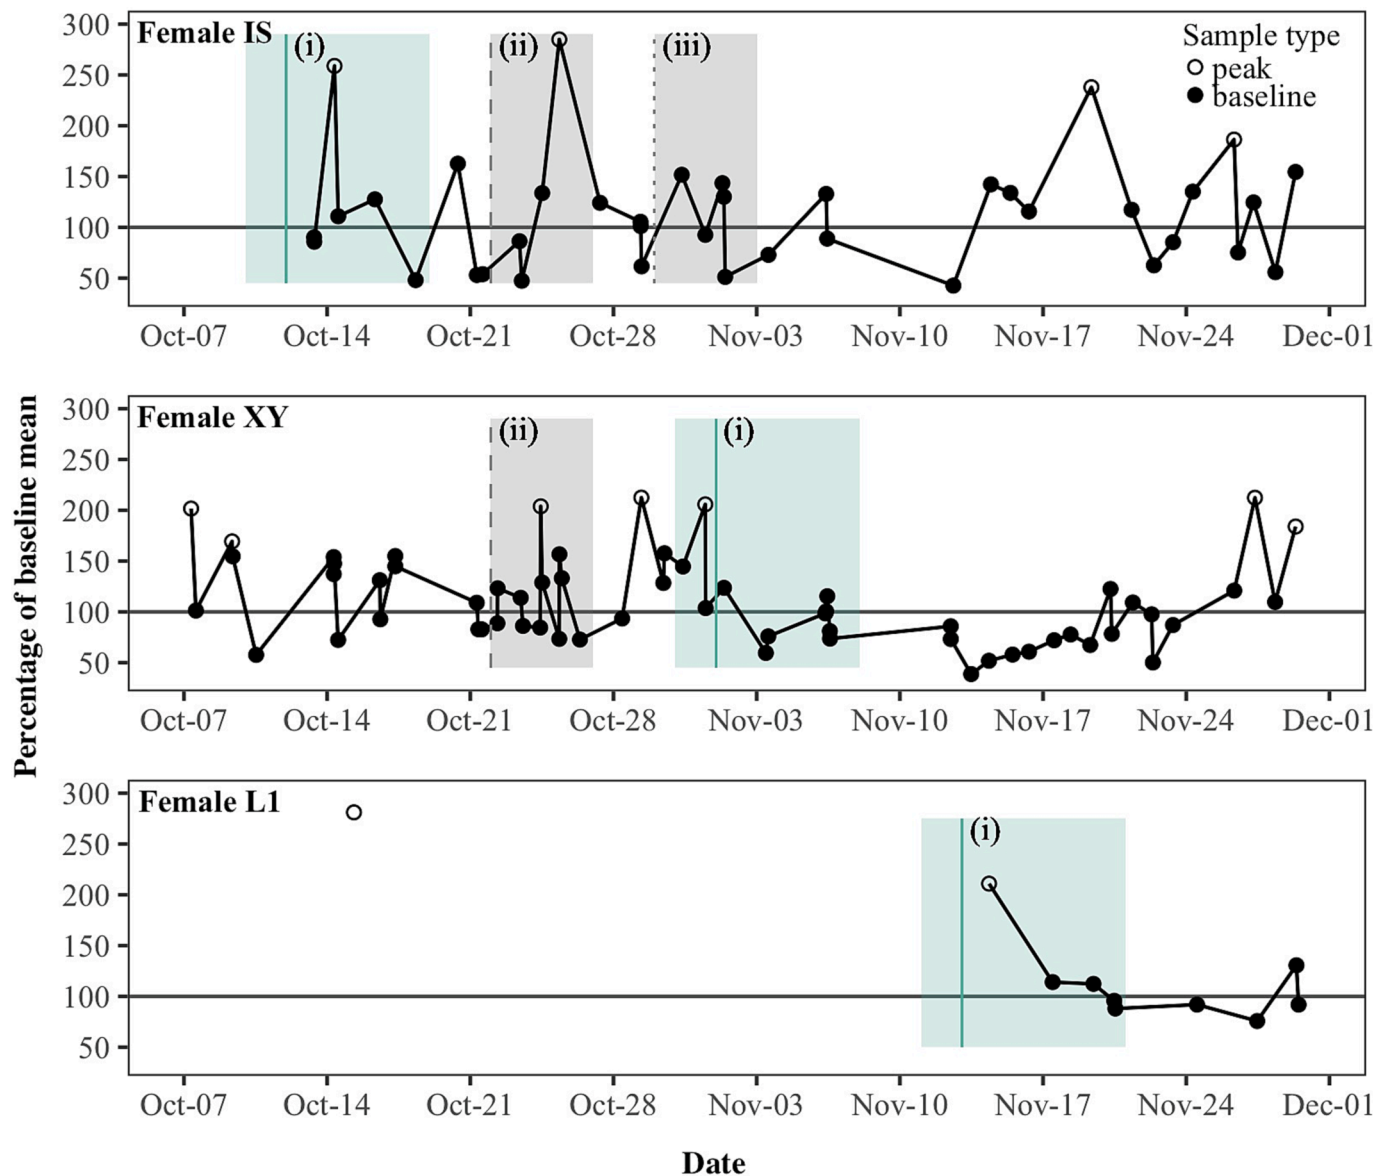 Percentage of baseline mean
Female IS
(i)
(ii)
(iii)
Sample type
peak
baseline
300
250
200
150
100
50
Oct-07 Oct-14 Oct-21 Oct-28 Nov-03 Nov-10 Nov-17 Nov-24 Dec-01
Female XY
(ii)
(i)
300
250
200
150
100
50
Oct-07 Oct-14 Oct-21 Oct-28 Nov-03 Nov-10 Nov-17 Nov-24 Dec-01
Female L1
(i)
300
250
200
150
100
50
Oct-07 Oct-14 Oct-21 Oct-28 Nov-03 Nov-10 Nov-17 Nov-24 Dec-01
Date